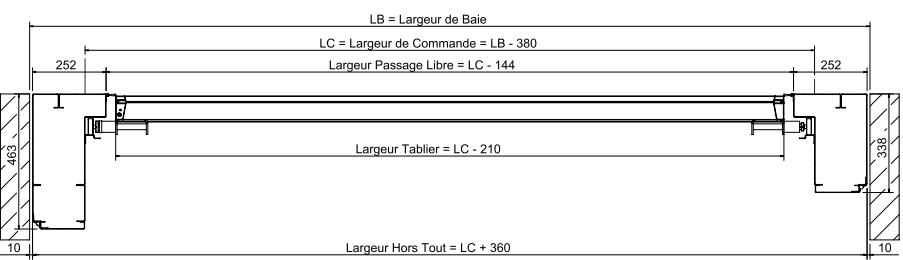 LB = Largeur de Baie
LC = Largeur de Commande = LB - 380
252
Largeur Passage Libre = LC - 144
252
463
338
Largeur Tablier = LC - 210
10
Largeur Hors Tout = LC + 360
10